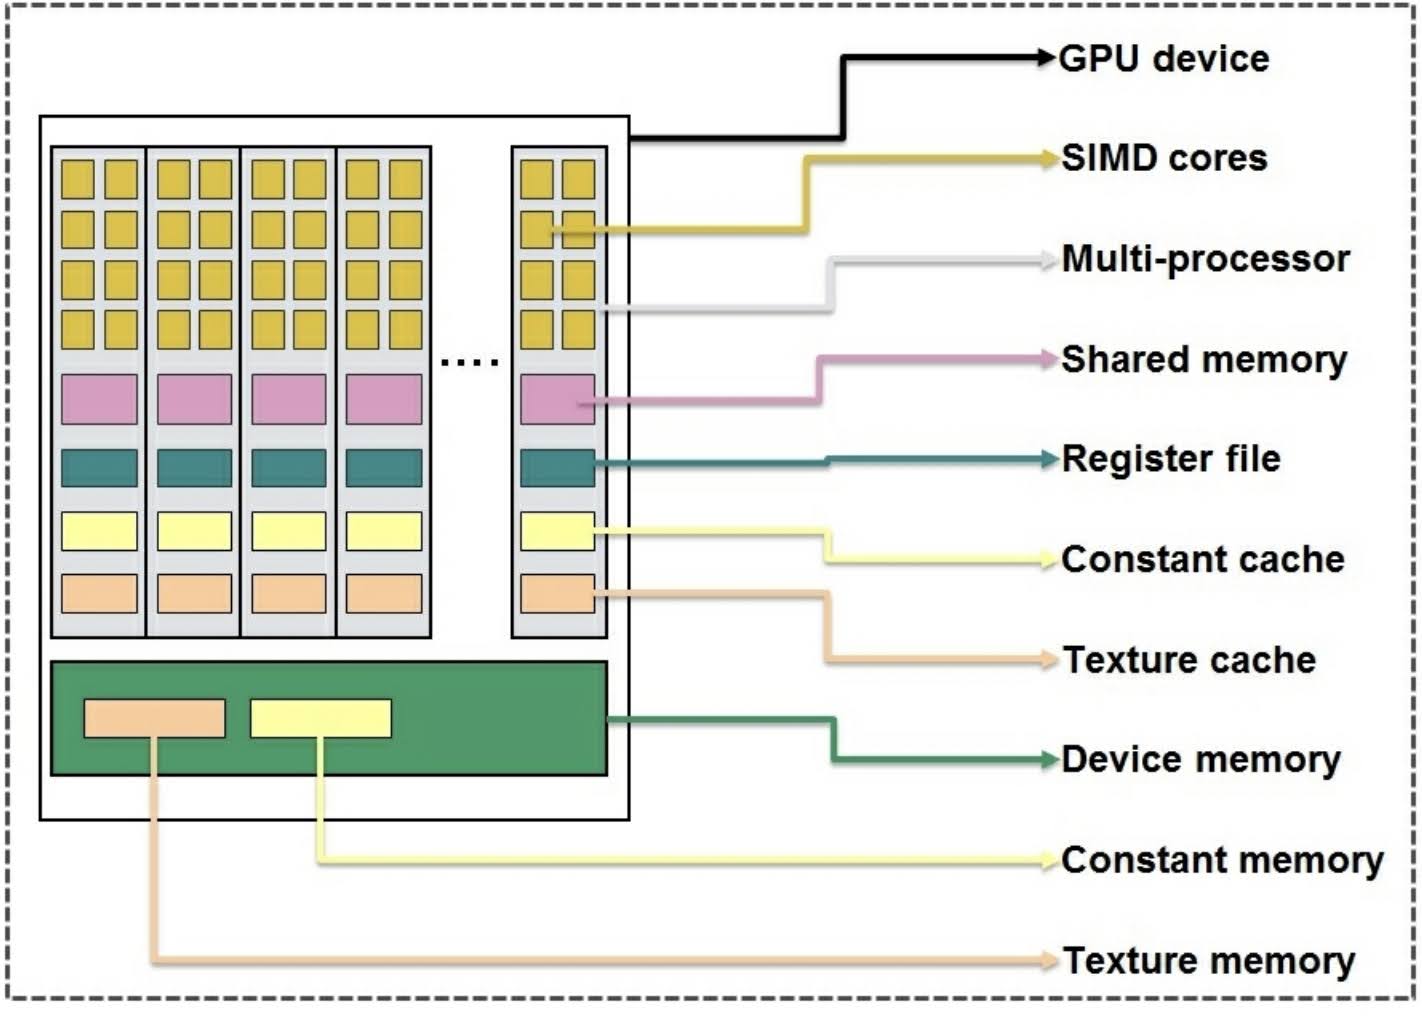 GPU device
SIMD cores
Multi-processor
Shared memory
....
Register file
Constant cache
Texture cache
Device memory
Constant memory
Texture memory